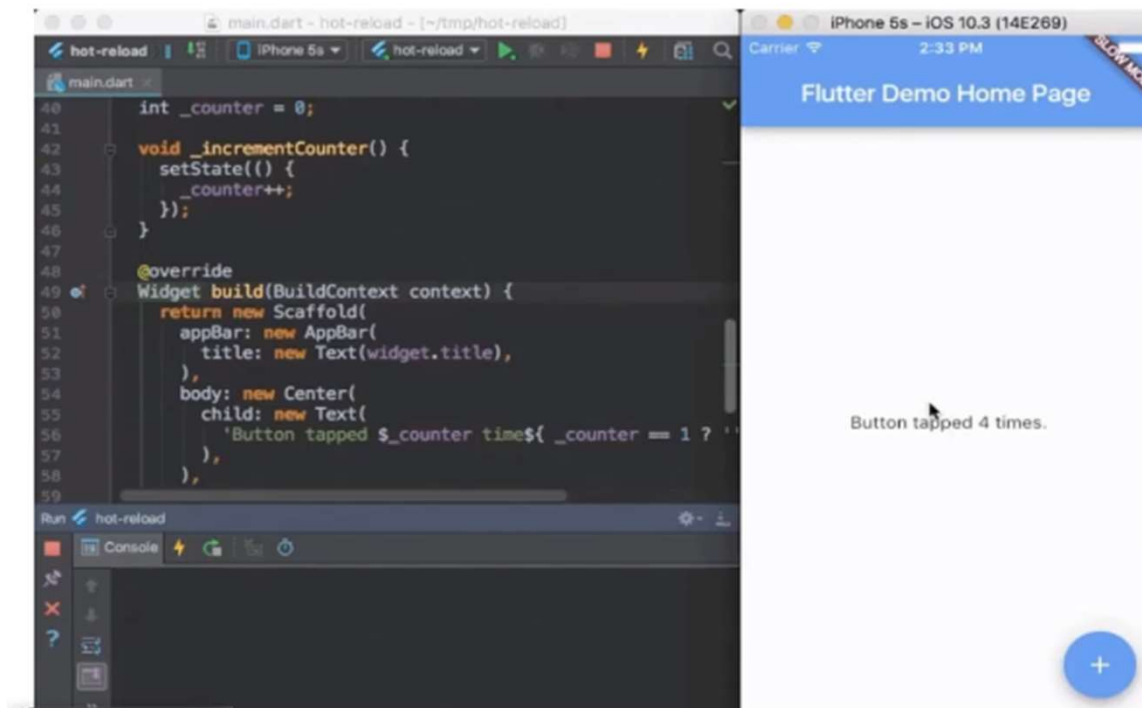 main.dart - hot-reload - [~/tmp/hot-reload]
hot-reload
iPhone 5s
hot-reload
main.dart
40 int _counter = 0;
41
42 void _incrementCounter() {
43 setState(() {
44 _counter++;
45 });
46 }
47
48 @override
49 Widget build(BuildContext context) {
50 return new Scaffold(
51 appBar: new AppBar(
52 title: new Text(widget.title),
53 ),
54 body: new Center(
55 child: new Text(
56 'Button tapped $_counter time${ _counter == 1 ? ''
57 ),
58 ),
59
Run hot-reload
Console
iPhone 5s – iOS 10.3 (14E269)
Carrier 2:33 PM
SLOW MO
Flutter Demo Home Page
Button tapped 4 times.
+